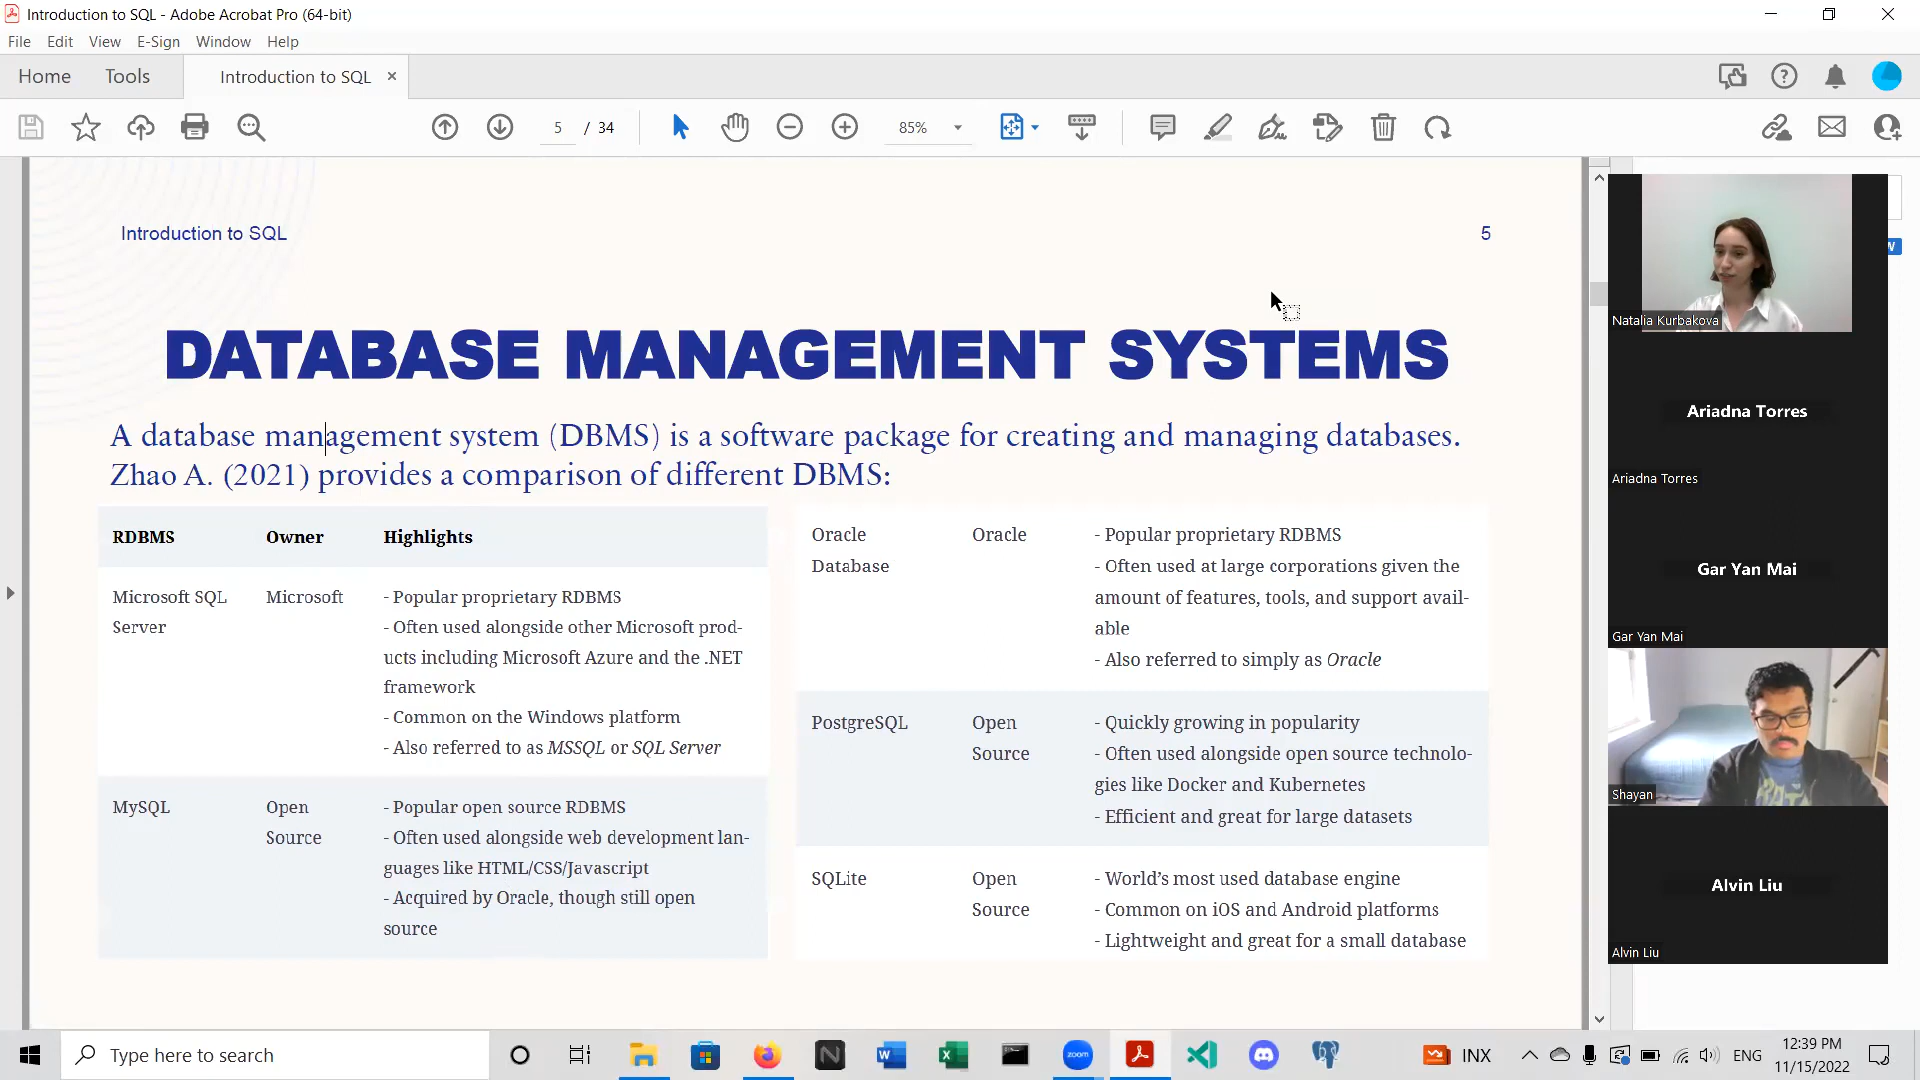 Introduction to SQL - Adobe Acrobat Pro (64-bit)
File Edit View E-Sign Window Help
Home Tools Introduction to SQL ×
5 / 34 85%
Introduction to SQL 5
DATABASE MANAGEMENT SYSTEMS
A database management system (DBMS) is a software package for creating and managing databases.
Zhao A. (2021) provides a comparison of different DBMS:
RDBMS Owner Highlights
Microsoft SQL Microsoft - Popular proprietary RDBMS
Server - Often used alongside other Microsoft prod-
ucts including Microsoft Azure and the .NET
framework
- Common on the Windows platform
- Also referred to as MSSQL or SQL Server
MySQL Open - Popular open source RDBMS
Source - Often used alongside web development lan-
guages like HTML/CSS/Javascript
- Acquired by Oracle, though still open
source
Oracle Oracle - Popular proprietary RDBMS
Database - Often used at large corporations given the
amount of features, tools, and support avail-
able
- Also referred to simply as Oracle
PostgreSQL Open - Quickly growing in popularity
Source - Often used alongside open source technolo-
gies like Docker and Kubernetes
- Efficient and great for large datasets
SQLite Open - World's most used database engine
Source - Common on iOS and Android platforms
- Lightweight and great for a small database
W
Natalia Kurbakova
Ariadna Torres
Ariadna Torres
Gar Yan Mai
Gar Yan Mai
Shayan
Alvin Liu
Alvin Liu
Type here to search
zoom
INX
ENG
12:39 PM
11/15/2022